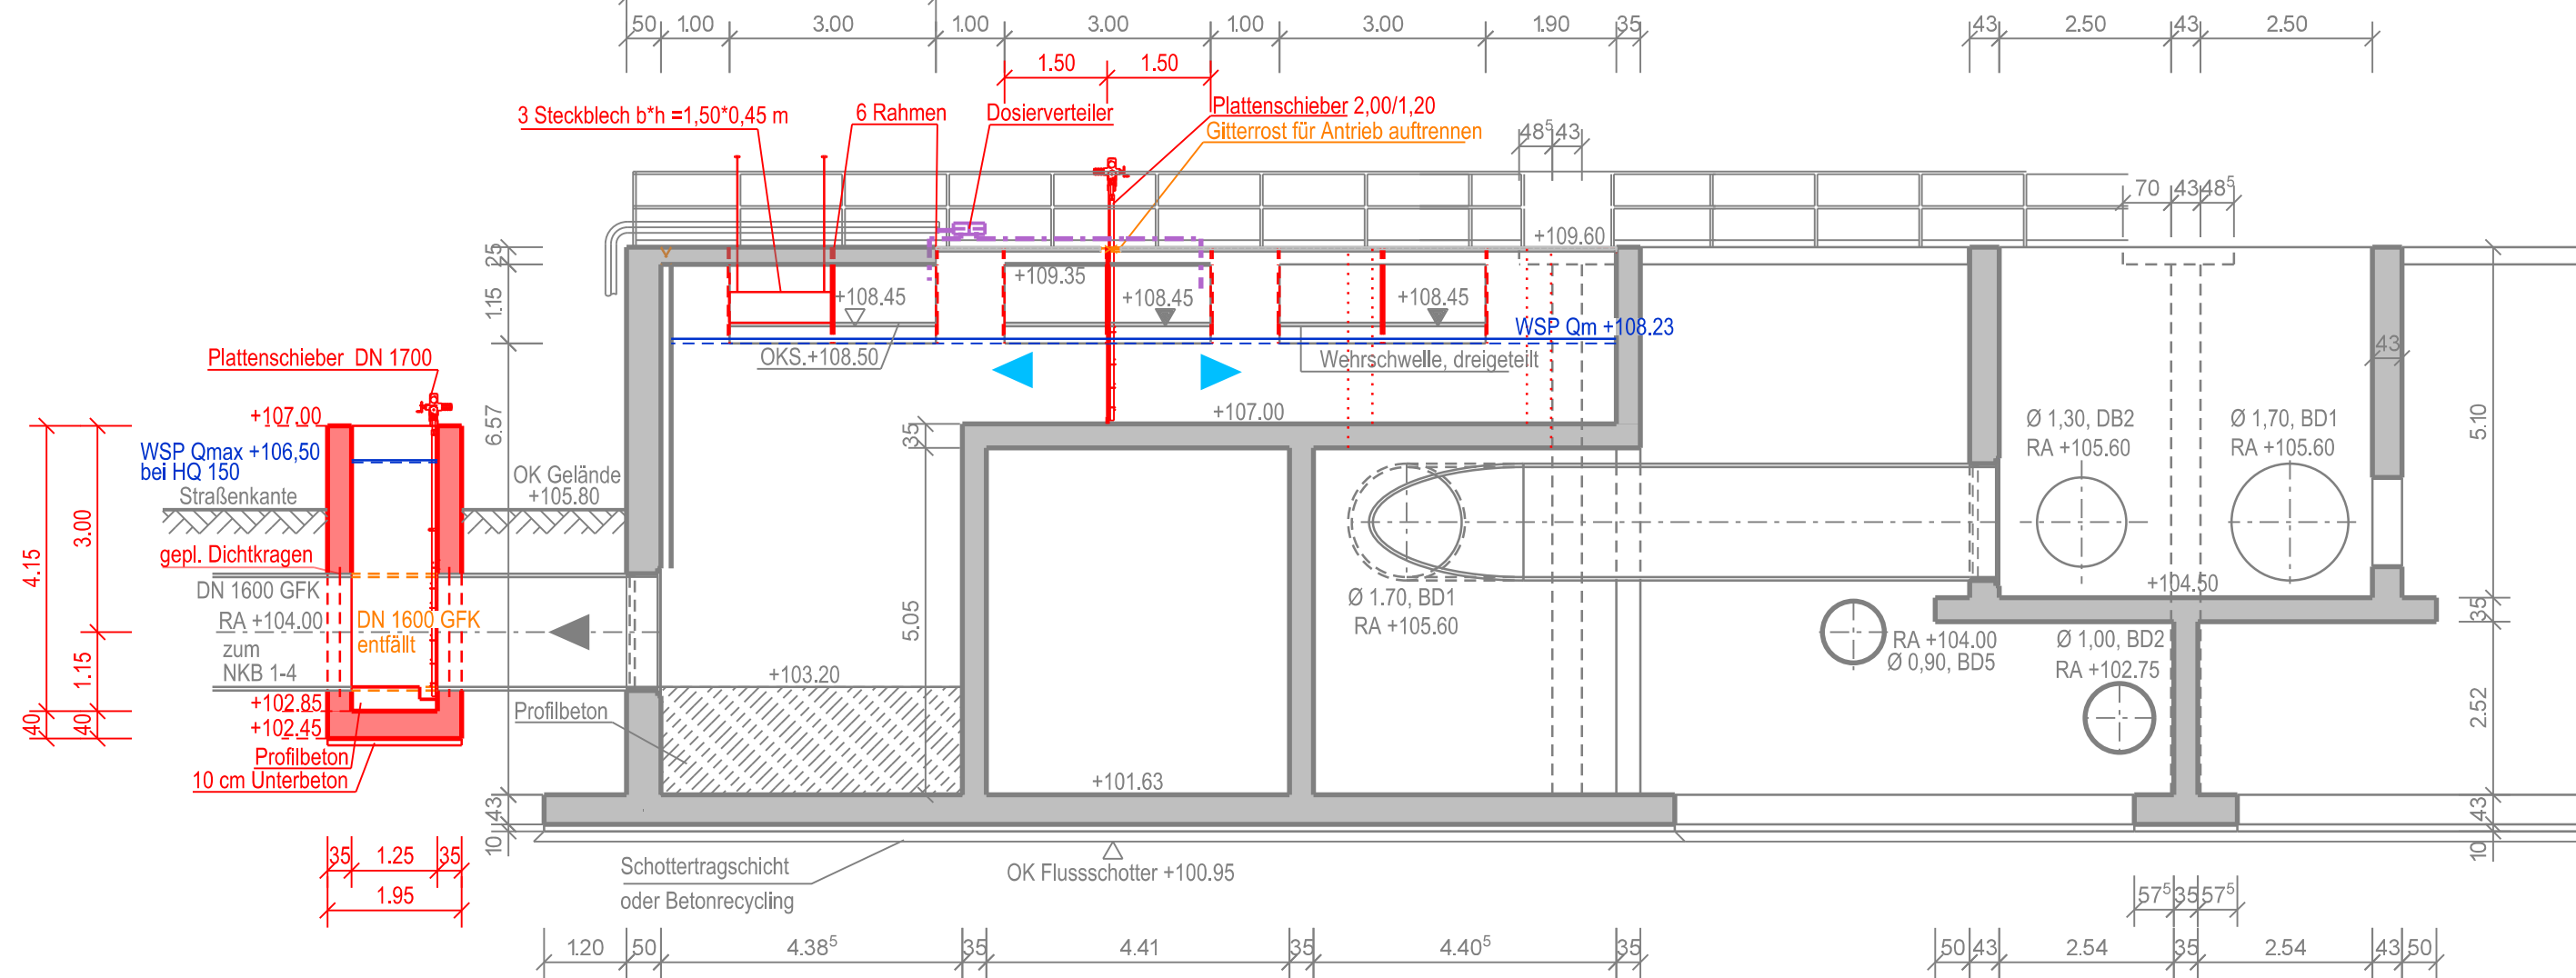 50 1.00 3.00 1.00 3.00 1.00 3.00 1.90 35 43 2.50 43 2.50
1.50 1.50
3 Steckblech b*h =1,50*0,45 m
6 Rahmen
Dosierverteiler
Plattenschieber 2,00/1,20
Gitterrost für Antrieb auftrennen
48⁵ 43
70 43 48⁵
+109.60
25
+109.35
1.15
+108.45
+108.45
+108.45
WSP Qm +108.23
OKS.+108.50
Wehrschwelle, dreigeteilt
43
Plattenschieber DN 1700
+107.00
+107.00
6.57
35
WSP Qmax +106,50
bei HQ 150
Straßenkante
OK Gelände
+105.80
Ø 1,30, DB2
RA +105.60
Ø 1,70, BD1
RA +105.60
5.10
4.15
3.00
gepl. Dichtkragen
DN 1600 GFK
RA +104.00
zum
NKB 1-4
DN 1600 GFK
entfällt
5.05
Ø 1.70, BD1
RA +105.60
+104.50
35
RA +104.00
Ø 0,90, BD5
Ø 1,00, BD2
RA +102.75
1.15
+103.20
2.52
+102.85
+102.45
40 40
Profilbeton
Profilbeton
10 cm Unterbeton
+101.63
43
10
43
10
35 1.25 35
1.95
Schottertragschicht
oder Betonrecycling
OK Flussschotter +100.95
57⁵ 35 57⁵
1.20 50 4.38⁵ 35 4.41 35 4.40⁵ 35 50 43 2.54 35 2.54 43 50